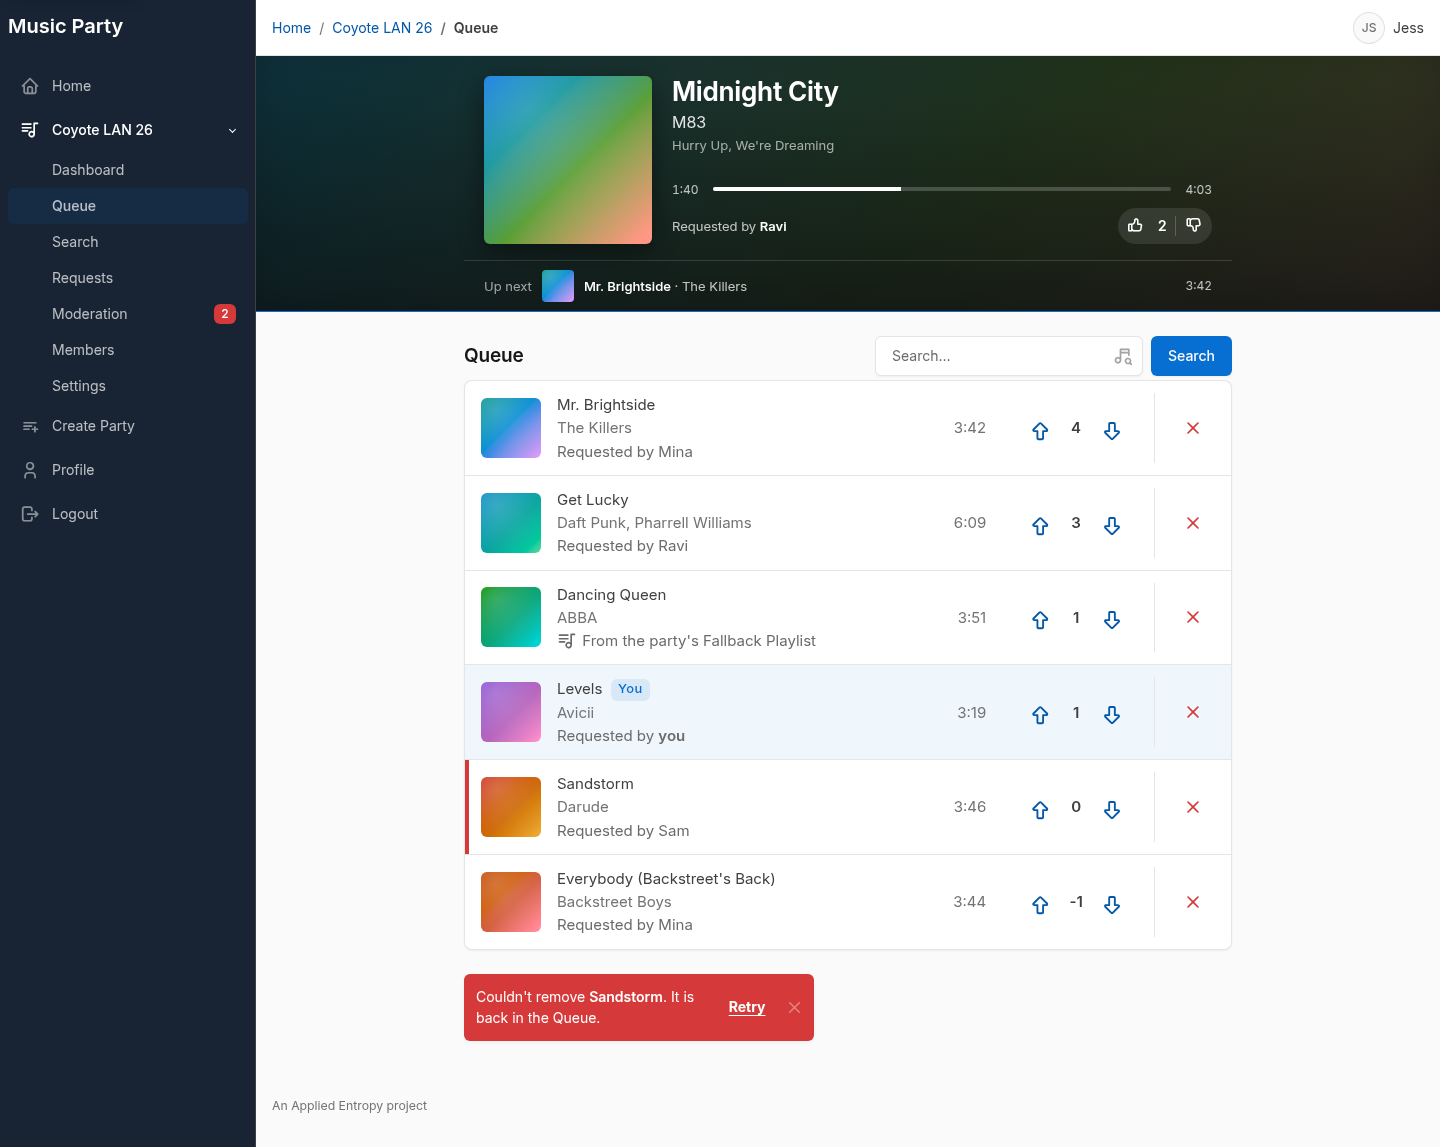 Music Party
Home
Coyote LAN 26
Dashboard
Queue
Search
Requests
Moderation 2
Members
Settings
Create Party
Profile
Logout
Home / Coyote LAN 26 / Queue
JS Jess
Midnight City
M83
Hurry Up, We're Dreaming
1:40 4:03
Requested by Ravi 2
Up next Mr. Brightside · The Killers 3:42
Queue Search... Search
Mr. Brightside
The Killers 3:42 4
Requested by Mina
Get Lucky
Daft Punk, Pharrell Williams 6:09 3
Requested by Ravi
Dancing Queen
ABBA 3:51 1
From the party's Fallback Playlist
Levels You
Avicii 3:19 1
Requested by you
Sandstorm
Darude 3:46 0
Requested by Sam
Everybody (Backstreet's Back)
Backstreet Boys 3:44 -1
Requested by Mina
Couldn't remove Sandstorm. It is
back in the Queue.
Retry
An Applied Entropy project